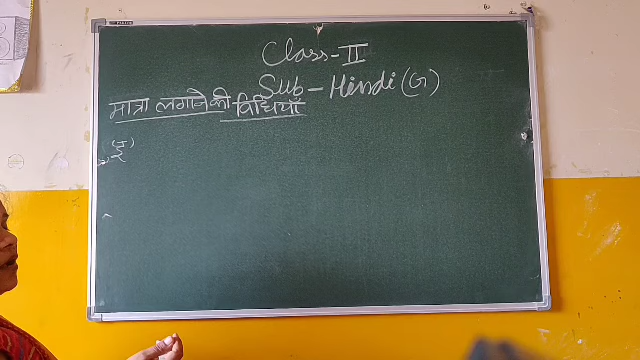 Class - II
Sub - Hindi (G)
मात्रा लगाने की विधियाँ